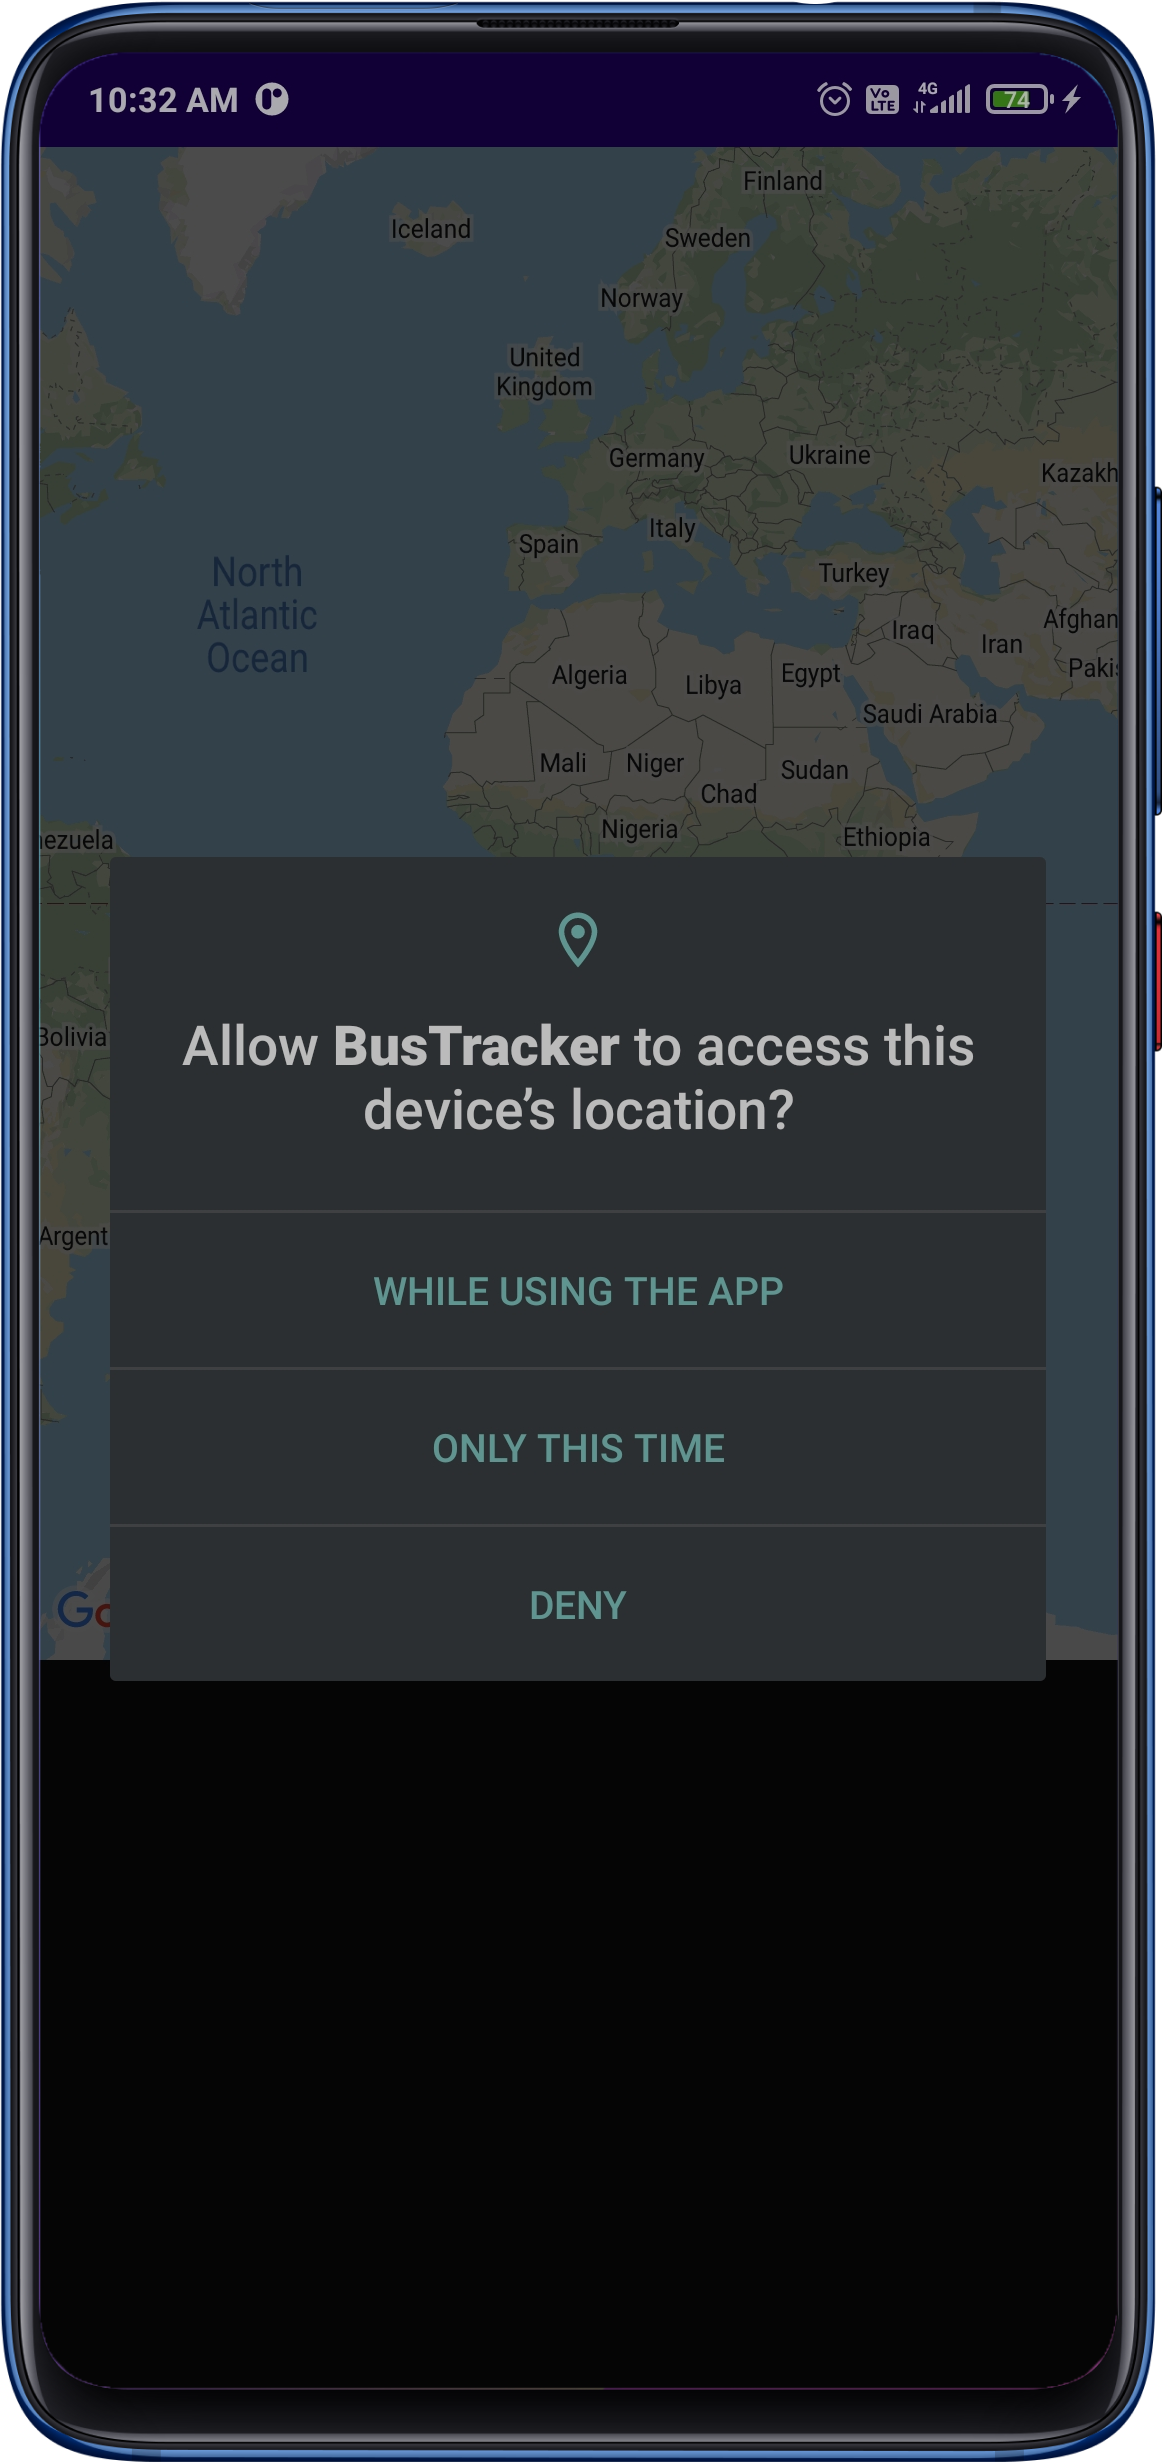 10:32 AM
Vo
LTE
4G
74
Finland
Iceland
Sweden
Norway
United
Kingdom
Germany
Ukraine
Kazakh
Italy
Spain
Turkey
North
Atlantic
Ocean
Afghan
Iraq
Iran
Pakis
Algeria
Libya
Egypt
Saudi Arabia
Mali
Niger
Sudan
Chad
Nigeria
Ethiopia
nezuela
Bolivia
Argent
Allow BusTracker to access this
device’s location?
WHILE USING THE APP
ONLY THIS TIME
DENY
Go